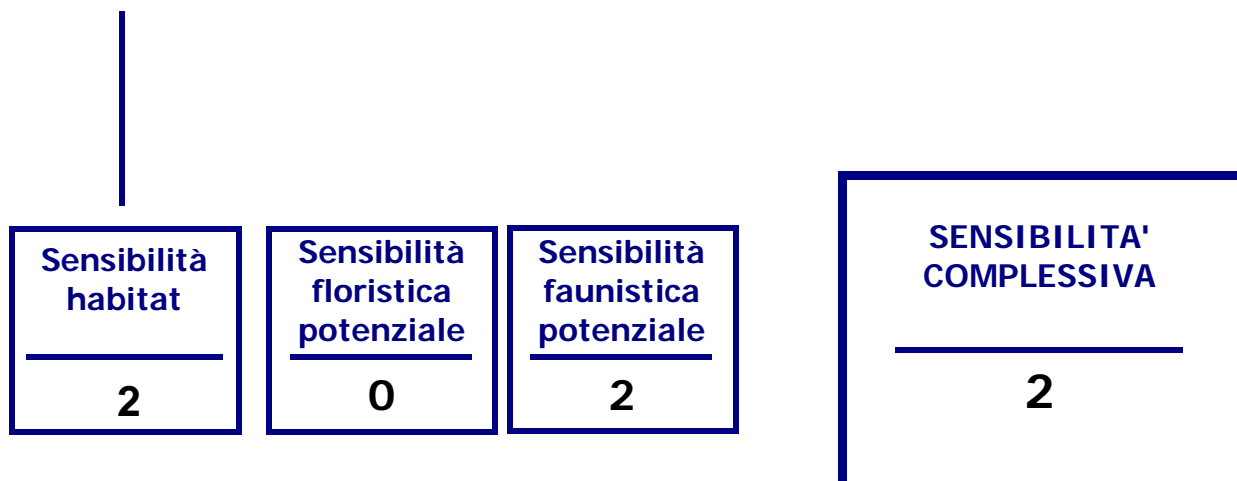 Sensibilità
habitat
2
Sensibilità
floristica
potenziale
0
Sensibilità
faunistica
potenziale
2
SENSIBILITA'
COMPLESSIVA
2